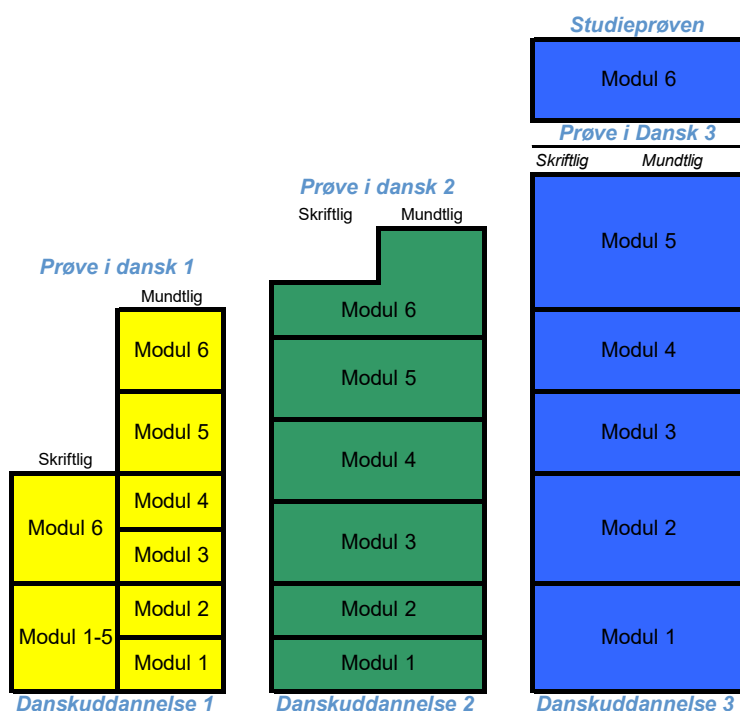 Studieprøven
Modul 6
Prøve i Dansk 3
Skriftlig Mundtlig
Modul 5
Modul 4
Modul 3
Modul 2
Modul 1
Danskuddannelse 3
Prøve i dansk 2
Skriftlig Mundtlig
Modul 6
Modul 5
Modul 4
Modul 3
Modul 2
Modul 1
Danskuddannelse 2
Prøve i dansk 1
Mundtlig
Modul 6
Modul 5
Modul 4
Modul 3
Modul 2
Modul 1
Skriftlig
Modul 6
Modul 1-5
Danskuddannelse 1